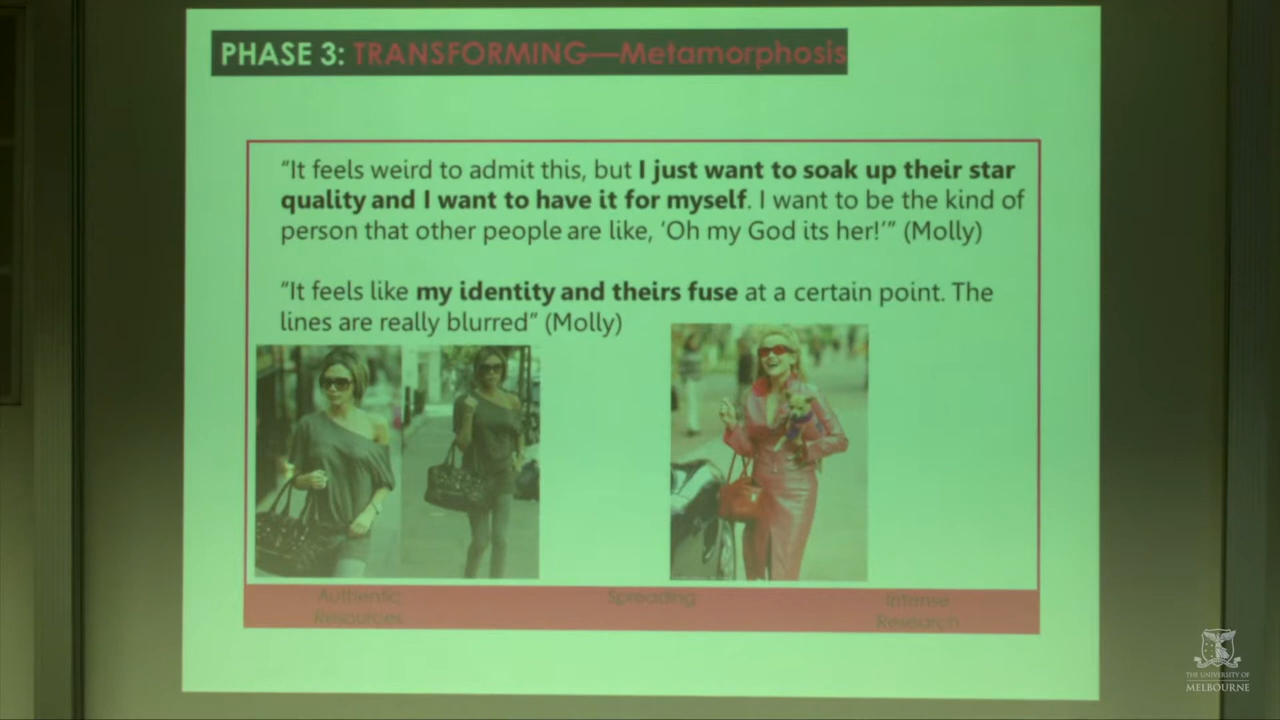 PHASE 3: TRANSFORMING—Metamorphosis
“It feels weird to admit this, but I just want to soak up their star
quality and I want to have it for myself. I want to be the kind of
person that other people are like, ‘Oh my God its her!’” (Molly)
“It feels like my identity and theirs fuse at a certain point. The
lines are really blurred” (Molly)
Authentic
Resources
Spreading
Intense
Research
THE UNIVERSITY OF
MELBOURNE